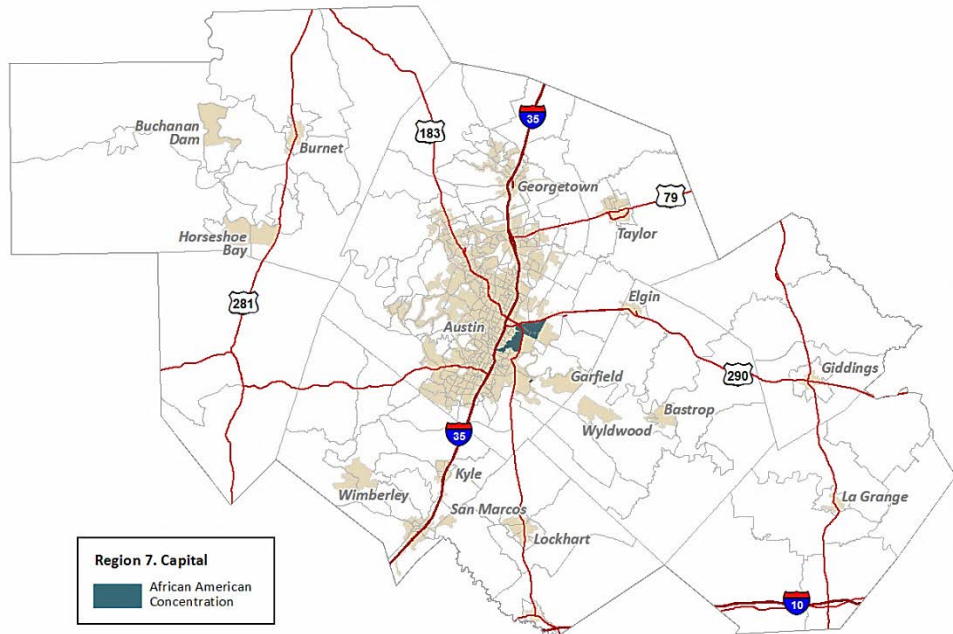 35
183
Buchanan
Dam
Burnet
Georgetown
79
Taylor
Horseshoe
Bay
281
Elgin
Austin
290
Giddings
Garfield
Bastrop
Wyldwood
35
Kyle
Wimberley
San Marcos
La Grange
Lockhart
Region 7. Capital
African American
Concentration
10